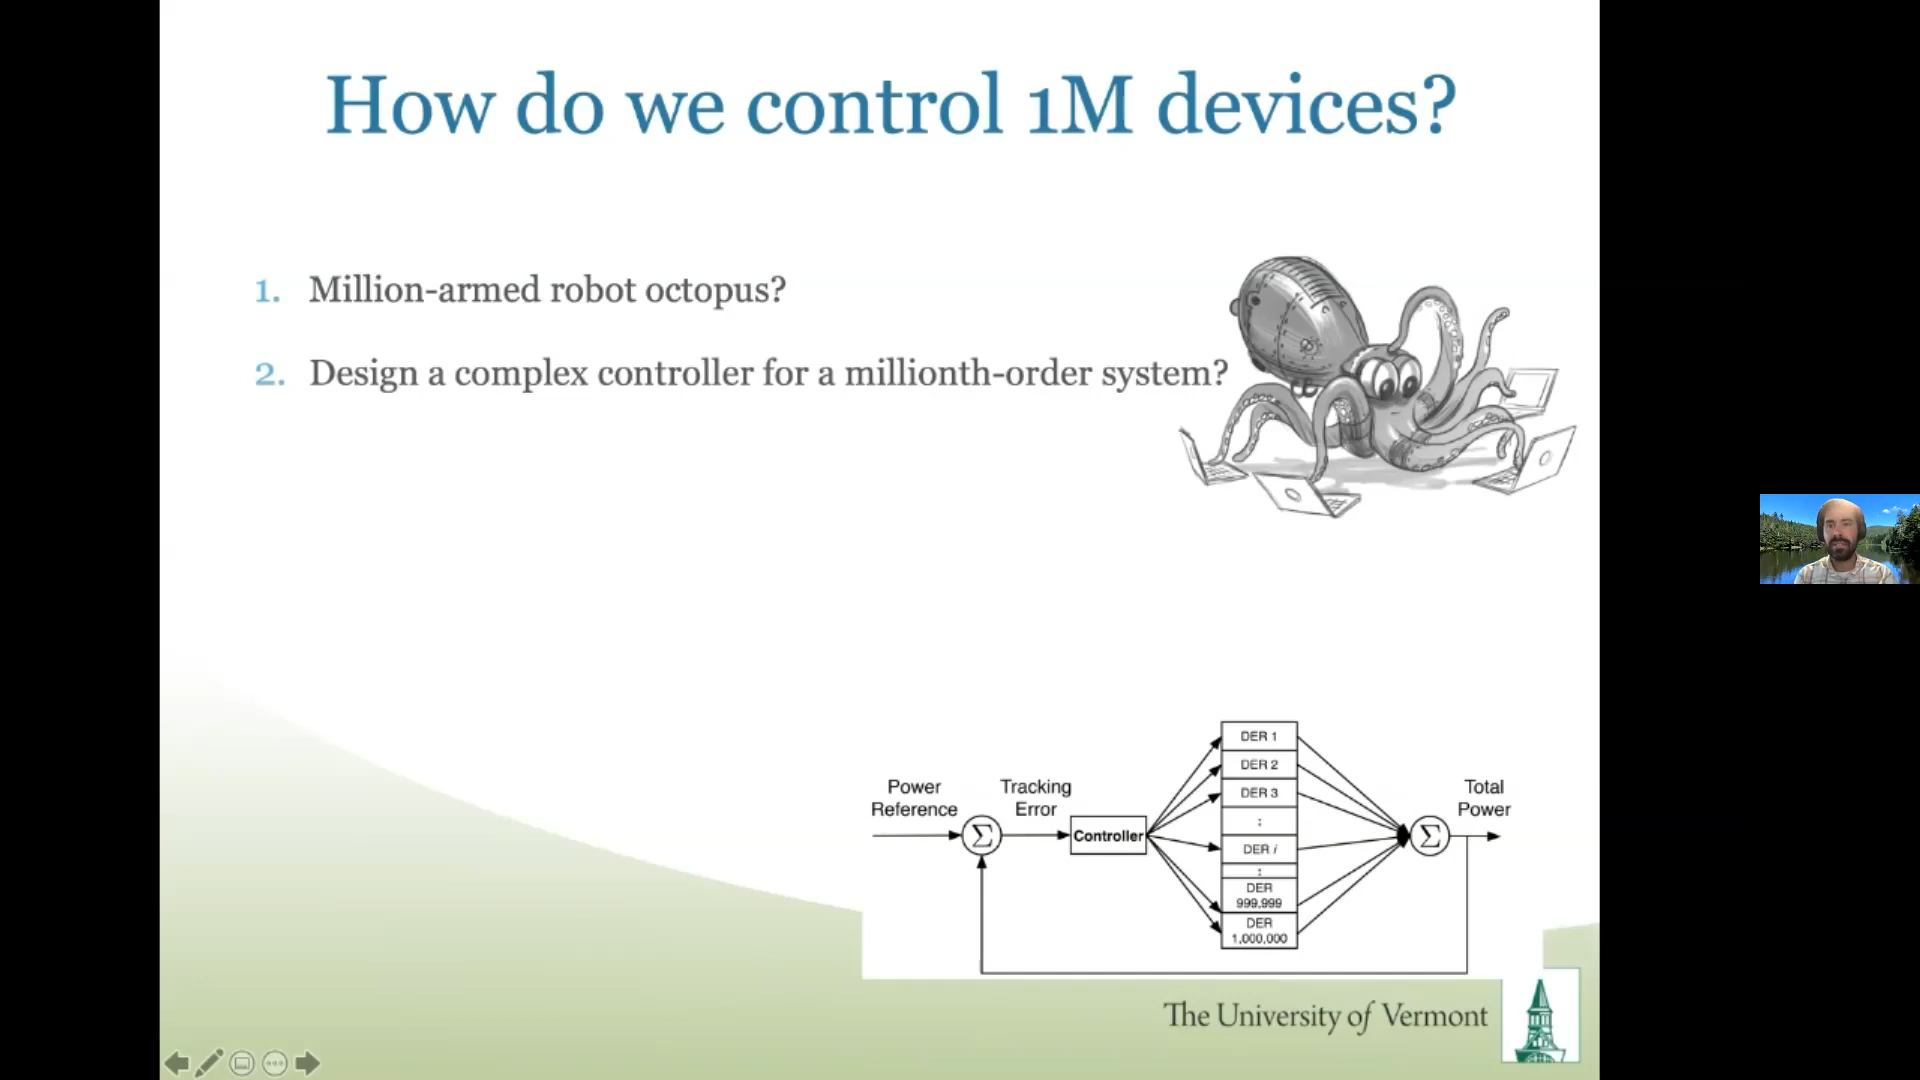 How do we control 1M devices?
1. Million-armed robot octopus?
2. Design a complex controller for a millionth-order system?
Power
Reference
Σ
Tracking
Error
Controller
DER 1
DER 2
DER 3
:
DER i
:
DER
999,999
DER
1,000,000
Σ
Total
Power
The University of Vermont